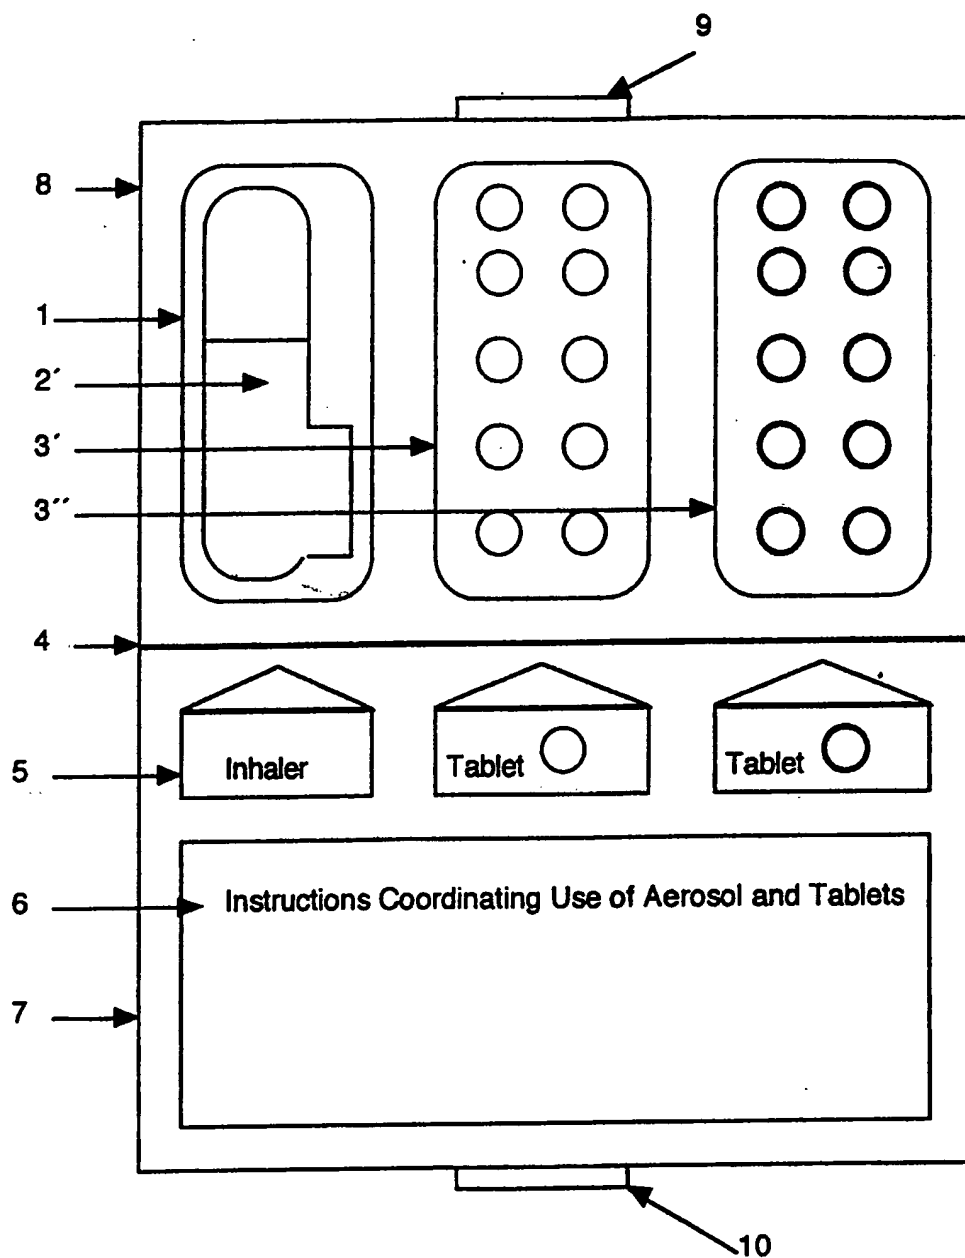 9
8
1
2′
3′
3′′
4
5
Inhaler
Tablet
Tablet
6
Instructions Coordinating Use of Aerosol and Tablets
7
10